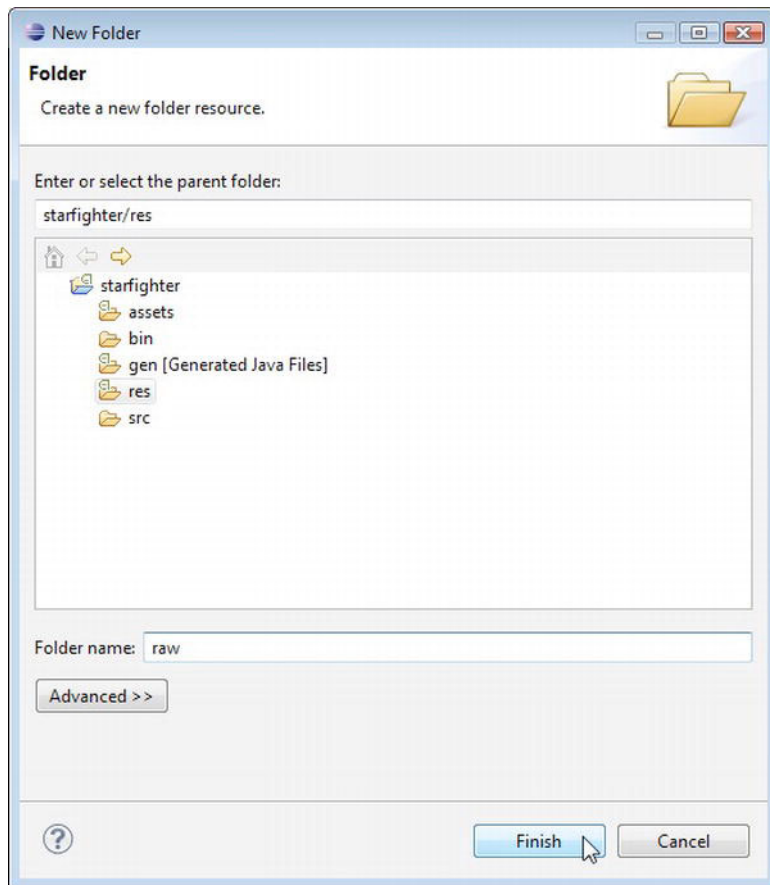 New Folder
Folder
Create a new folder resource.
Enter or select the parent folder:
starfighter/res
starfighter
assets
bin
gen [Generated Java Files]
res
src
Folder name: raw
Advanced >>
? Finish Cancel